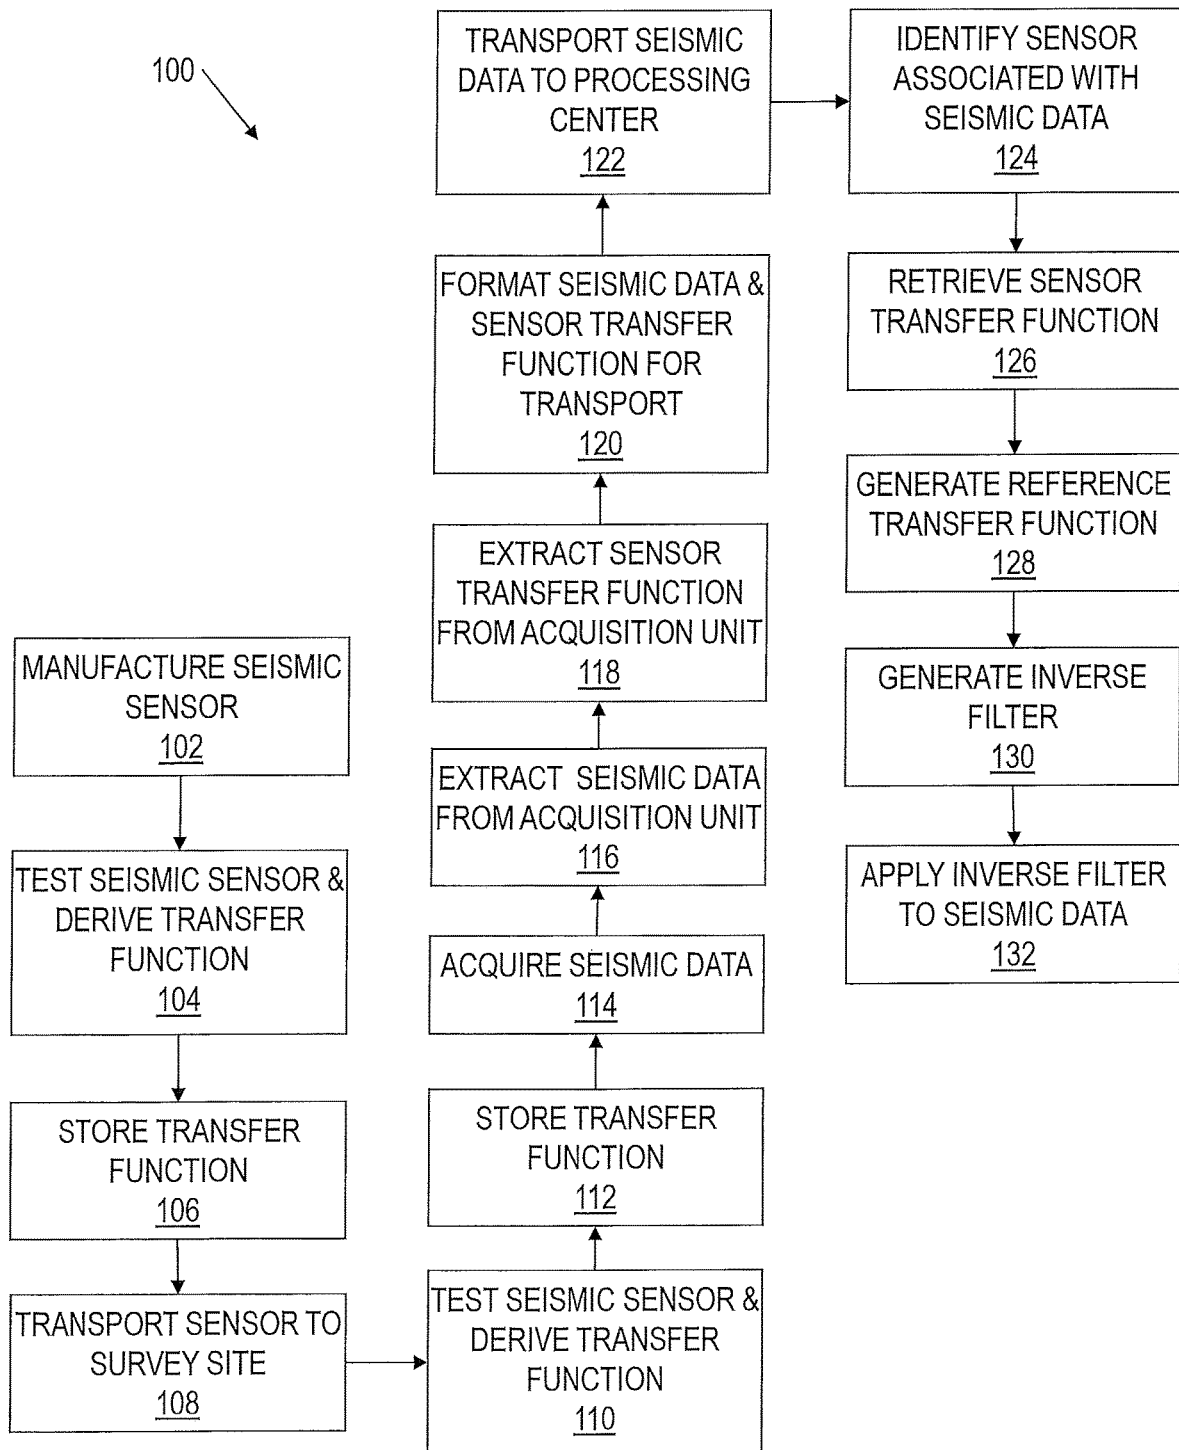 100
MANUFACTURE SEISMIC
SENSOR
102
TEST SEISMIC SENSOR &
DERIVE TRANSFER
FUNCTION
104
STORE TRANSFER
FUNCTION
106
TRANSPORT SENSOR TO
SURVEY SITE
108
TEST SEISMIC SENSOR &
DERIVE TRANSFER
FUNCTION
110
STORE TRANSFER
FUNCTION
112
ACQUIRE SEISMIC DATA
114
EXTRACT SEISMIC DATA
FROM ACQUISITION UNIT
116
EXTRACT SENSOR
TRANSFER FUNCTION
FROM ACQUISITION UNIT
118
FORMAT SEISMIC DATA &
SENSOR TRANSFER
FUNCTION FOR
TRANSPORT
120
TRANSPORT SEISMIC
DATA TO PROCESSING
CENTER
122
IDENTIFY SENSOR
ASSOCIATED WITH
SEISMIC DATA
124
RETRIEVE SENSOR
TRANSFER FUNCTION
126
GENERATE REFERENCE
TRANSFER FUNCTION
128
GENERATE INVERSE
FILTER
130
APPLY INVERSE FILTER
TO SEISMIC DATA
132